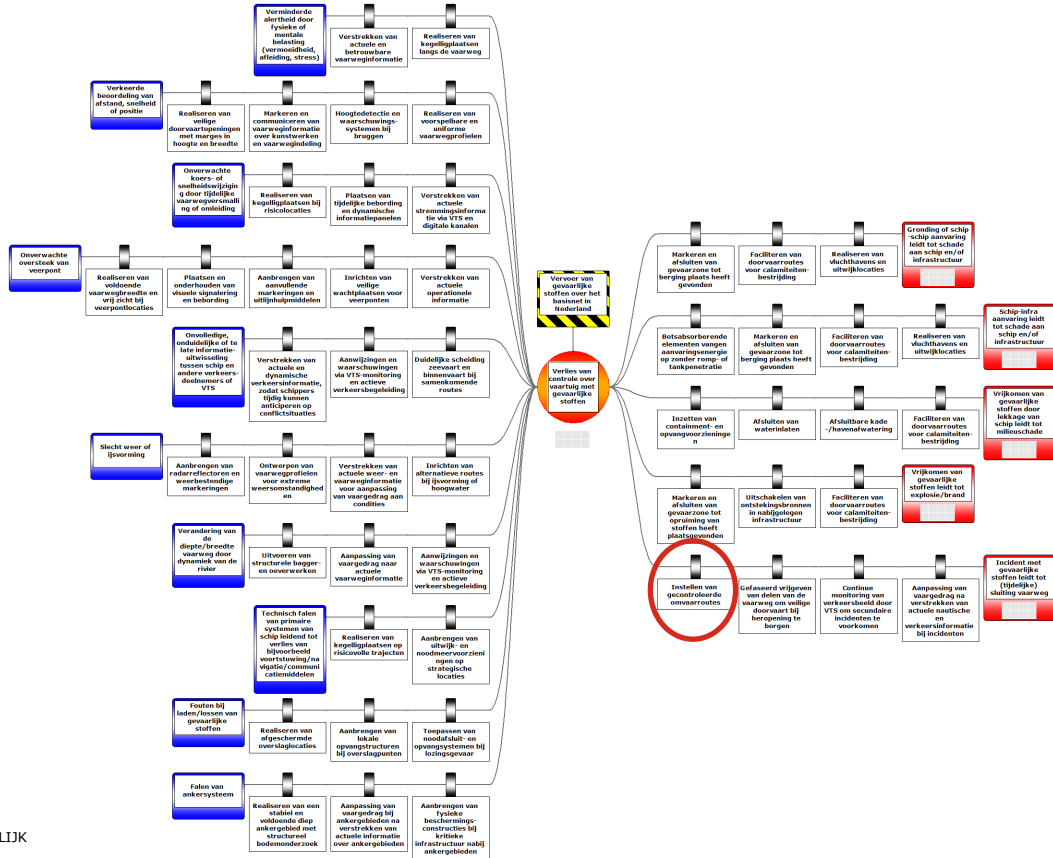 Verminderde
alertheid door
fysieke of
mentale
belasting
(vermoeidheid,
afleiding, stress)
Verstrekken van
actuele en
betrouwbare
vaarweginformatie
Realiseren van
kegelligplaatsen
langs de vaarweg
Verkeerde
beoordeling van
afstand, snelheid
of positie
Realiseren van
veilige
doorvaartopeningen
met marges in
hoogte en breedte
Markeren en
communiceren van
vaarweginformatie
over kunstwerken
en vaarwegindeling
Hoogtedetectie en
waarschuwings-
systemen bij
bruggen
Realiseren van
voorspelbare en
uniforme
vaarwegprofielen
Onverwachte
koers- of
snelheidswijzigin
g door tijdelijke
vaarwegversmalli
ng of omleiding
Realiseren van
kegelligplaatsen bij
risicolocaties
Plaatsen van
tijdelijke bebording
en dynamische
informatiepanelen
Verstrekken van
actuele
stremmingsinforma
tie via VTS en
digitale kanalen
Onverwachte
oversteek van
veerpont
Realiseren van
voldoende
vaarwegbreedte en
vrij zicht bij
veerpontlocaties
Plaatsen en
onderhouden van
visuele signalering
en bebording
Aanbrengen van
aanvullende
markeringen en
uitlijnhulpmiddelen
Inrichten van
veilige
wachtplaatsen voor
veerponten
Verstrekken van
actuele
operationele
informatie
Onvolledige,
onduidelijke of te
late informatie-
uitwisseling
tussen schip en
andere verkeers-
deelnemers of
VTS
Verstrekken van
actuele en
dynamische
verkeersinformatie,
zodat schippers
tijdig kunnen
anticiperen op
conflictsituaties
Aanwijzingen en
waarschuwingen
via VTS-monitoring
en actieve
verkeersbegeleiding
Duidelijke scheiding
zeevaart en
binnenvaart bij
samenkomende
routes
Slecht weer of
ijsvorming
Aanbrengen van
radarreflectoren en
weerbestendige
markeringen
Ontwerpen van
vaarwegprofielen
voor extreme
weersomstandighed
en
Verstrekken van
actuele weer- en
vaarweginformatie
voor aanpassing
van vaargedrag aan
condities
Inrichten van
alternatieve routes
bij ijsvorming of
hoogwater
Verandering van
de
diepte/breedte
vaarweg door
dynamiek van de
rivier
Uitvoeren van
structurele bagger-
en oeverwerken
Aanpassing van
vaargedrag naar
actuele
vaarweginformatie
Aanwijzingen en
waarschuwingen
via VTS-monitoring
en actieve
verkeersbegeleiding
Technisch falen
van primaire
systemen van
schip leidend tot
verlies van
bijvoorbeeld
voortstuwing/na
vigatie/communi
catiemiddelen
Realiseren van
kegelligplaatsen op
risicovolle trajecten
Aanbrengen van
uitwijk- en
noodmeervoorzieni
ngen op
strategische
locaties
Fouten bij
laden/lossen van
gevaarlijke
stoffen
Realiseren van
afgeschermde
overslaglocaties
Aanbrengen van
lokale
opvangstructuren
bij overslagpunten
Toepassen van
noodafsluit- en
opvangsystemen bij
lozingsgevaar
Falen van
ankersysteem
Realiseren van een
stabiel en
voldoende diep
ankergebied met
structureel
bodemonderzoek
Aanpassing van
vaargedrag bij
ankergebieden na
verstrekken van
actuele informatie
over ankergebieden
Aanbrengen van
fysieke
beschermings-
constructies bij
kritieke
infrastructuur nabij
ankergebieden
Vervoer van
gevaarlijke
stoffen over het
basisnet in
Nederland
Verlies van
controle over
vaartuig met
gevaarlijke
stoffen
Markeren en
afsluiten van
gevaarzone tot
berging plaats heeft
gevonden
Faciliteren van
doorvaarroutes
voor calamiteiten-
bestrijding
Realiseren van
vluchthavens en
uitwijklocaties
Gronding of schip
-schip aanvaring
leidt tot schade
aan schip en/of
infrastructuur
Botsabsorberende
elementen vangen
aanvaringsenergie
op zonder romp- of
tankpenetratie
Markeren en
afsluiten van
gevaarzone tot
berging plaats heeft
gevonden
Faciliteren van
doorvaarroutes
voor calamiteiten-
bestrijding
Realiseren van
vluchthavens en
uitwijklocaties
Schip-infra
aanvaring leidt
tot schade aan
schip en/of
infrastructuur
Inzetten van
containment- en
opvangvoorzieninge
n
Afsluiten van
waterinlaten
Afsluitbare kade
-/havenafwatering
Faciliteren van
doorvaarroutes
voor calamiteiten-
bestrijding
Vrijkomen van
gevaarlijke
stoffen door
lekkage van
schip leidt tot
milieuschade
Markeren en
afsluiten van
gevaarzone tot
opruiming van
stoffen heeft
plaatsgevonden
Uitschakelen van
ontstekingsbronnen
in nabijgelegen
infrastructuur
Faciliteren van
doorvaarroutes
voor calamiteiten-
bestrijding
Vrijkomen van
gevaarlijke
stoffen leidt tot
explosie/brand
Instellen van
gecontroleerde
omvaarroutes
Gefaseerd vrijgeven
van delen van de
vaarweg om veilige
doorvaart bij
heropening te
borgen
Continue
monitoring van
verkeersbeeld door
VTS om secundaire
incidenten te
voorkomen
Aanpassing van
vaargedrag na
verstrekken van
actuele nautische
en
verkeersinformatie
bij incidenten
Incident met
gevaarlijke
stoffen leidt tot
(tijdelijke)
sluiting vaarweg
LIJK